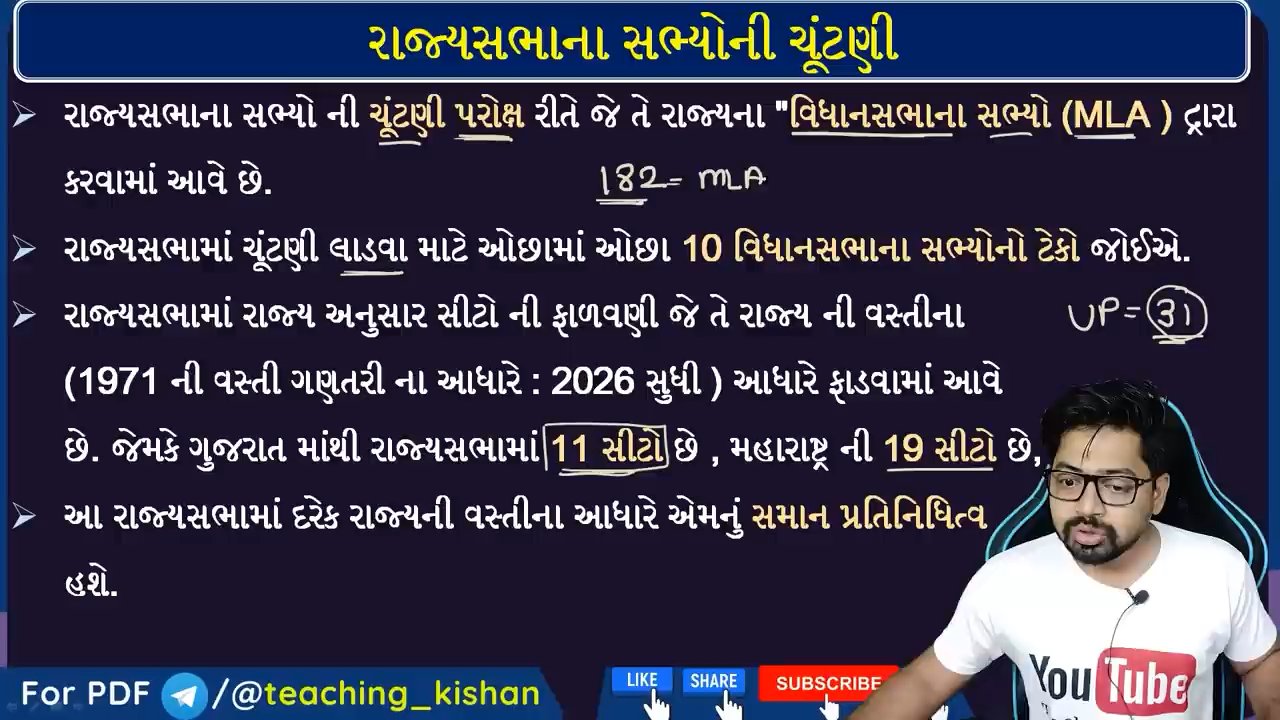 રાજ્યસભાના સભ્યોની ચૂંટણી
➢ રાજ્યસભાના સભ્યો ની ચૂંટણી પરોક્ષ રીતે જે તે રાજ્યના "વિધાનસભાના સભ્યો (MLA ) દ્વારા
કરવામાં આવે છે.
182 = MLA
➢ રાજ્યસભામાં ચૂંટણી લાડવા માટે ઓછામાં ઓછા 10 વિધાનસભાના સભ્યોનો ટેકો જોઈએ.
➢ રાજ્યસભામાં રાજ્ય અનુસાર સીટો ની ફાળવણી જે તે રાજ્ય ની વસ્તીના
UP = 31
(1971 ની વસ્તી ગણતરી ના આધારે : 2026 સુધી ) આધારે ફાડવામાં આવે
છે. જેમકે ગુજરાત માંથી રાજ્યસભામાં 11 સીટો છે , મહારાષ્ટ્ર ની 19 સીટો છે,
➢ આ રાજ્યસભામાં દરેક રાજ્યની વસ્તીના આધારે એમનું સમાન પ્રતિનિધિત્વ
હશે.
For PDF /@teaching_kishan
LIKE SHARE SUBSCRIBE
You Tube